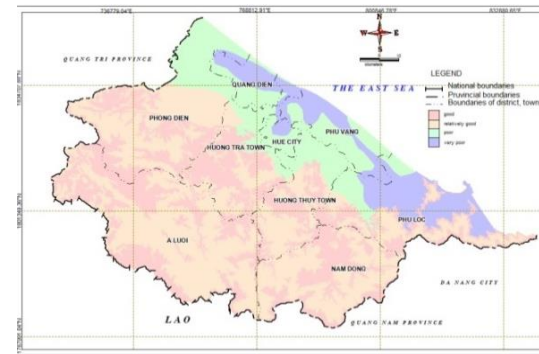 N
W E
S
QUANG TRI PROVINCE
QUANG DIEN
THE EAST SEA
LEGEND
National boundaries
Provincial boundaries
Boundaries of district, town
good
relatively good
poor
very poor
PHONG DIEN
PHU VANG
HUE CITY
HUONG TRA TOWN
HUONG THUY TOWN
PHU LOC
A LUOI
NAM DONG
DA NANG CITY
LAO
QUANG NAM PROVINCE